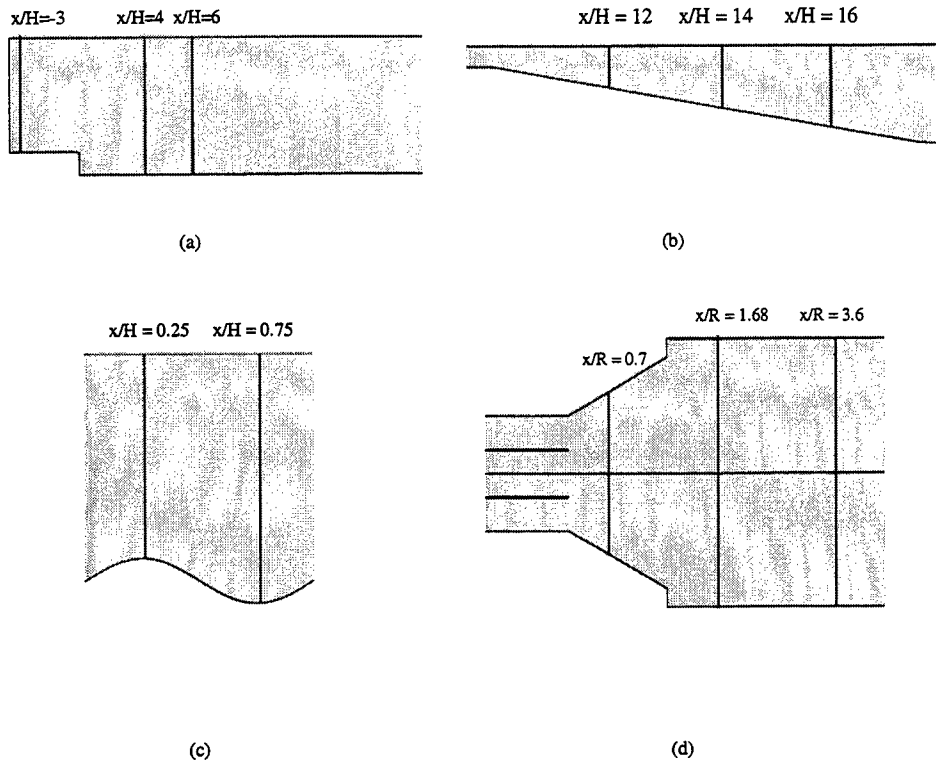 x/H=-3 x/H=4 x/H=6
x/H = 12 x/H = 14 x/H = 16
(a)
(b)
x/H = 0.25 x/H = 0.75
x/R = 1.68 x/R = 3.6
x/R = 0.7
(c)
(d)